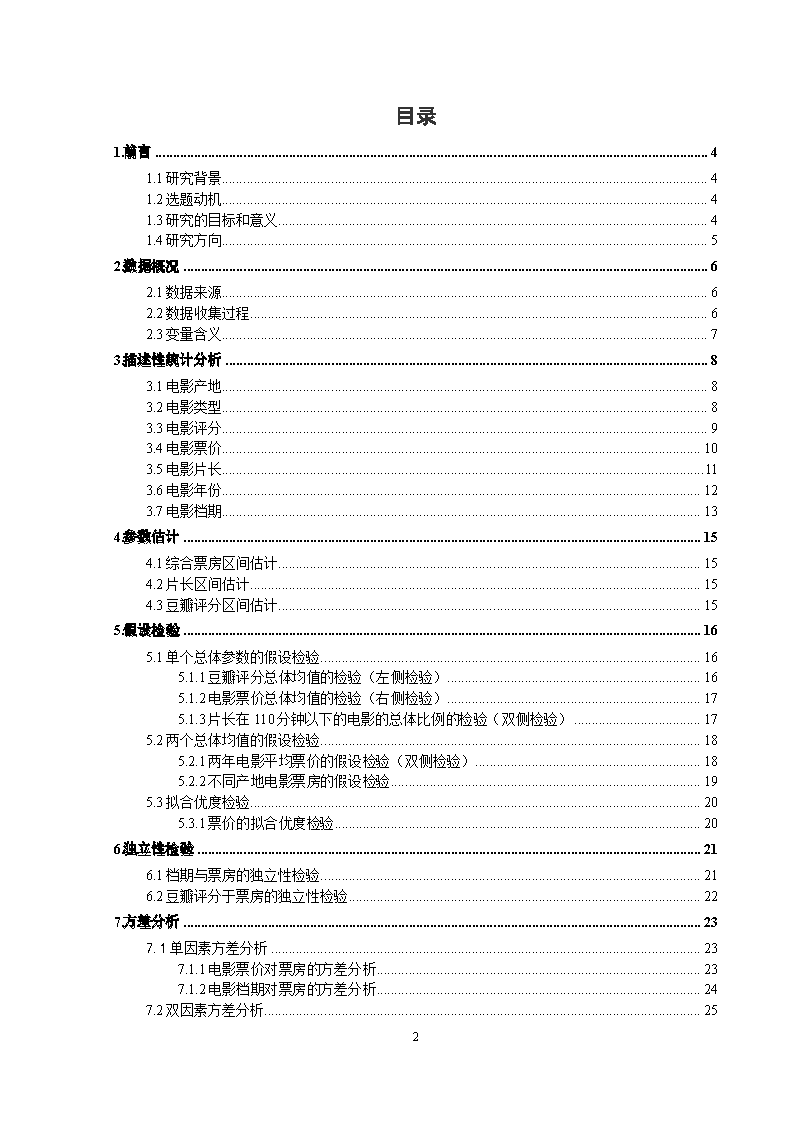 目录
1.前言 4
1.1 研究背景 4
1.2 选题动机 4
1.3 研究的目标和意义 4
1.4 研究方向 5
2.数据概况 6
2.1 数据来源 6
2.2 数据收集过程 6
2.3 变量含义 7
3.描述性统计分析 8
3.1 电影产地 8
3.2 电影类型 8
3.3 电影评分 9
3.4 电影票价 10
3.5 电影片长 11
3.6 电影年份 12
3.7 电影档期 13
4.参数估计 15
4.1 综合票房区间估计 15
4.2 片长区间估计 15
4.3 豆瓣评分区间估计 15
5.假设检验 16
5.1 单个总体参数的假设检验 16
5.1.1 豆瓣评分总体均值的检验（左侧检验） 16
5.1.2 电影票价总体均值的检验（右侧检验） 17
5.1.3 片长在 110 分钟以下的电影的总体比例的检验（双侧检验） 17
5.2 两个总体均值的假设检验 18
5.2.1 两年电影平均票价的假设检验（双侧检验） 18
5.2.2 不同产地电影票房的假设检验 19
5.3 拟合优度检验 20
5.3.1 票价的拟合优度检验 20
6.独立性检验 21
6.1 档期与票房的独立性检验 21
6.2 豆瓣评分于票房的独立性检验 22
7.方差分析 23
7. 1 单因素方差分析 23
7.1.1 电影票价对票房的方差分析 23
7.1.2 电影档期对票房的方差分析 24
7.2 双因素方差分析 25
2